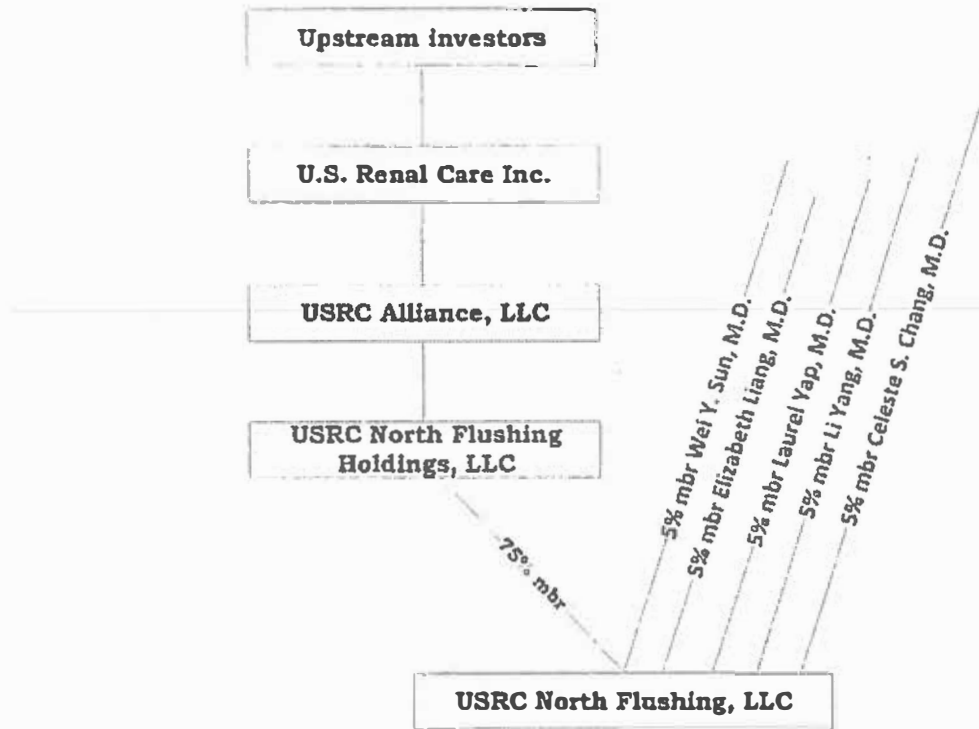 Upstream investors
U.S. Renal Care Inc.
USRC Alliance, LLC
USRC North Flushing
Holdings, LLC
75% mbr
5% mbr Wei Y. Sun, M.D.
5% mbr Elizabeth Liang, M.D.
5% mbr Laurel Yap, M.D.
5% mbr Li Yang, M.D.
5% mbr Celeste S. Chang, M.D.
USRC North Flushing, LLC